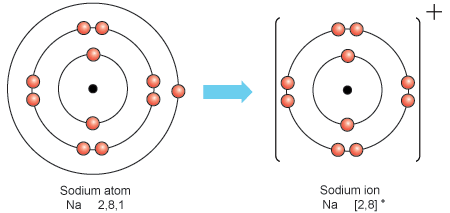 +
Sodium atom
Na 2,8,1
Sodium ion
Na [2,8]⁺